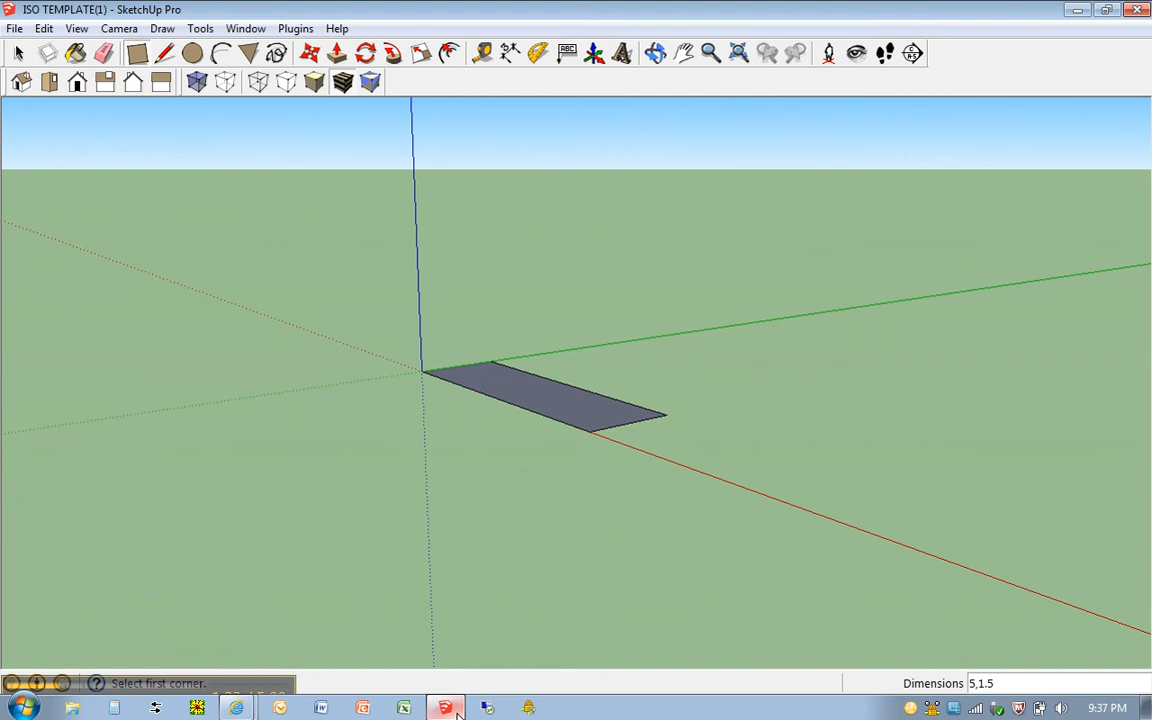 ISO TEMPLATE(1) - SketchUp Pro
File Edit View Camera Draw Tools Window Plugins Help
ABC
Select first corner.
Dimensions 5,1.5
9:37 PM